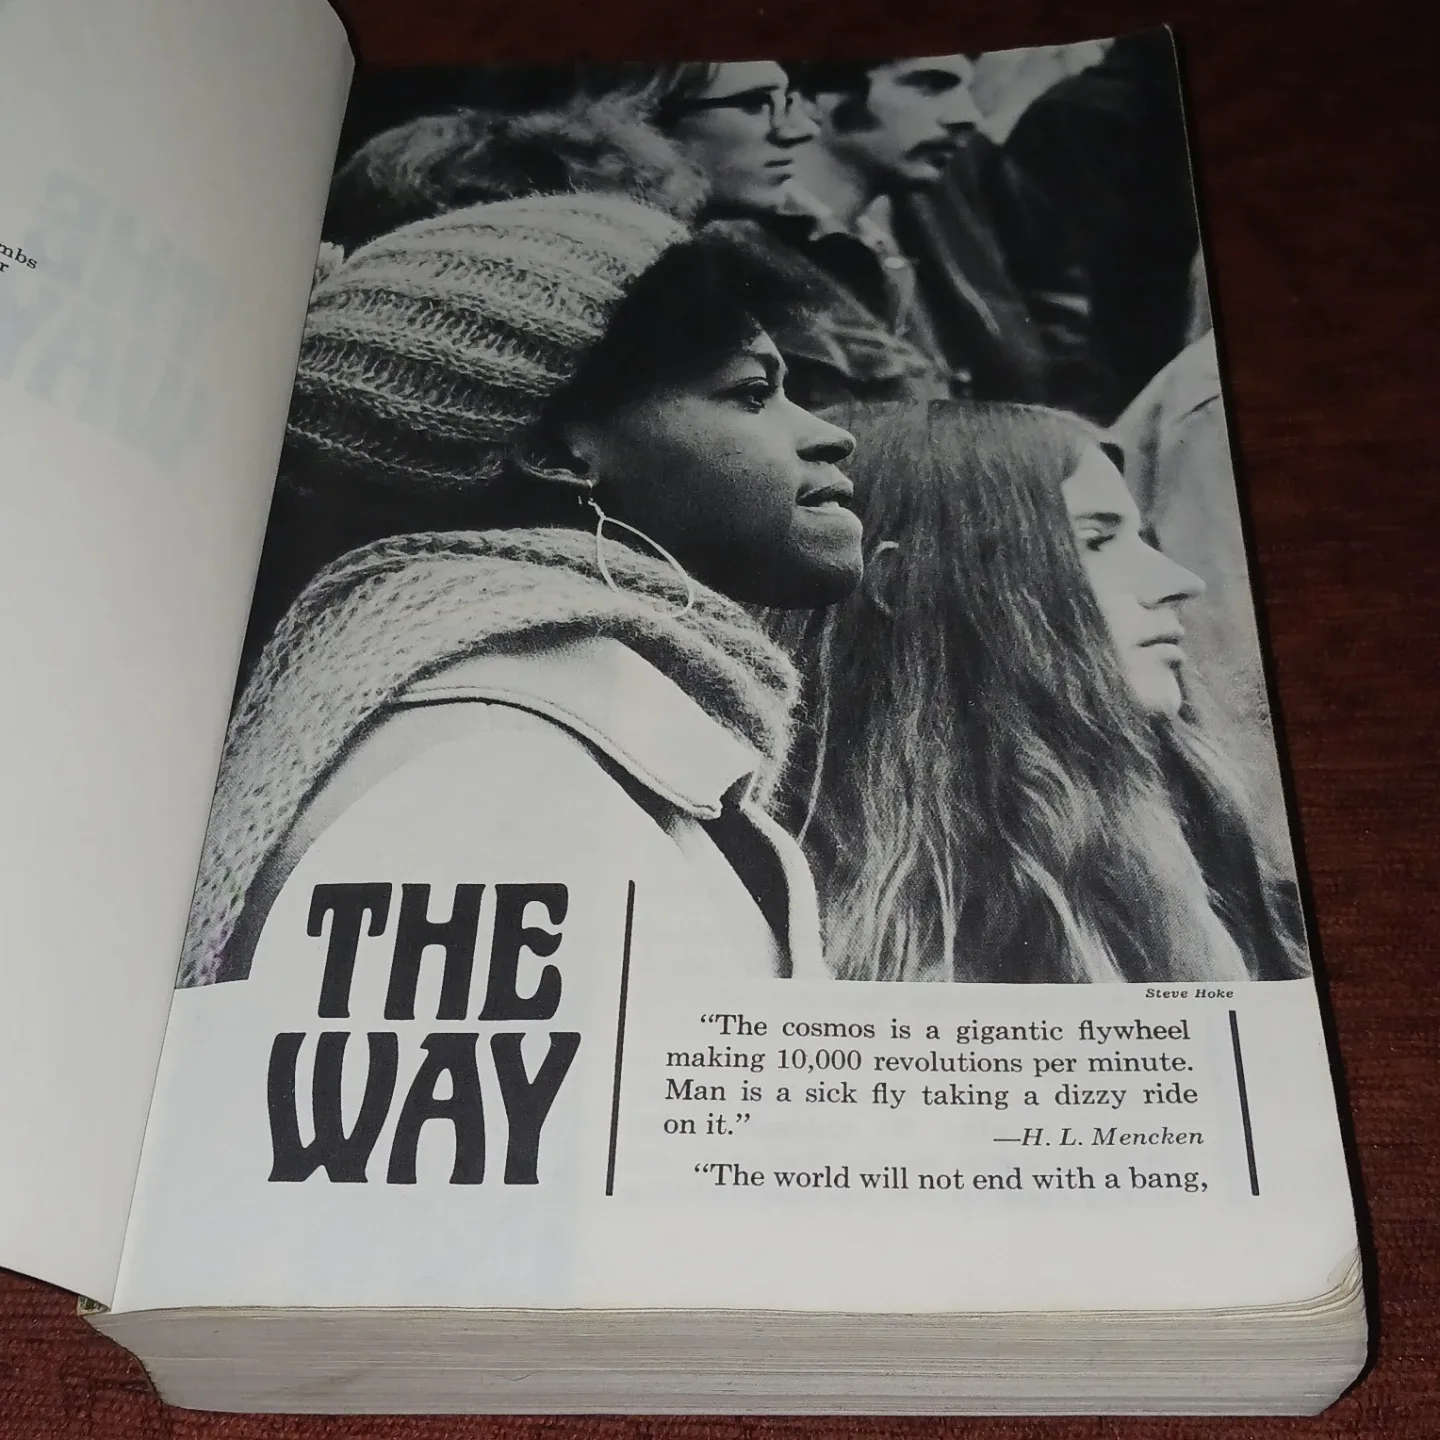 mbs
r
THE
WAY
Steve Hoke
“The cosmos is a gigantic flywheel
making 10,000 revolutions per minute.
Man is a sick fly taking a dizzy ride
on it.”
—H. L. Mencken
“The world will not end with a bang,